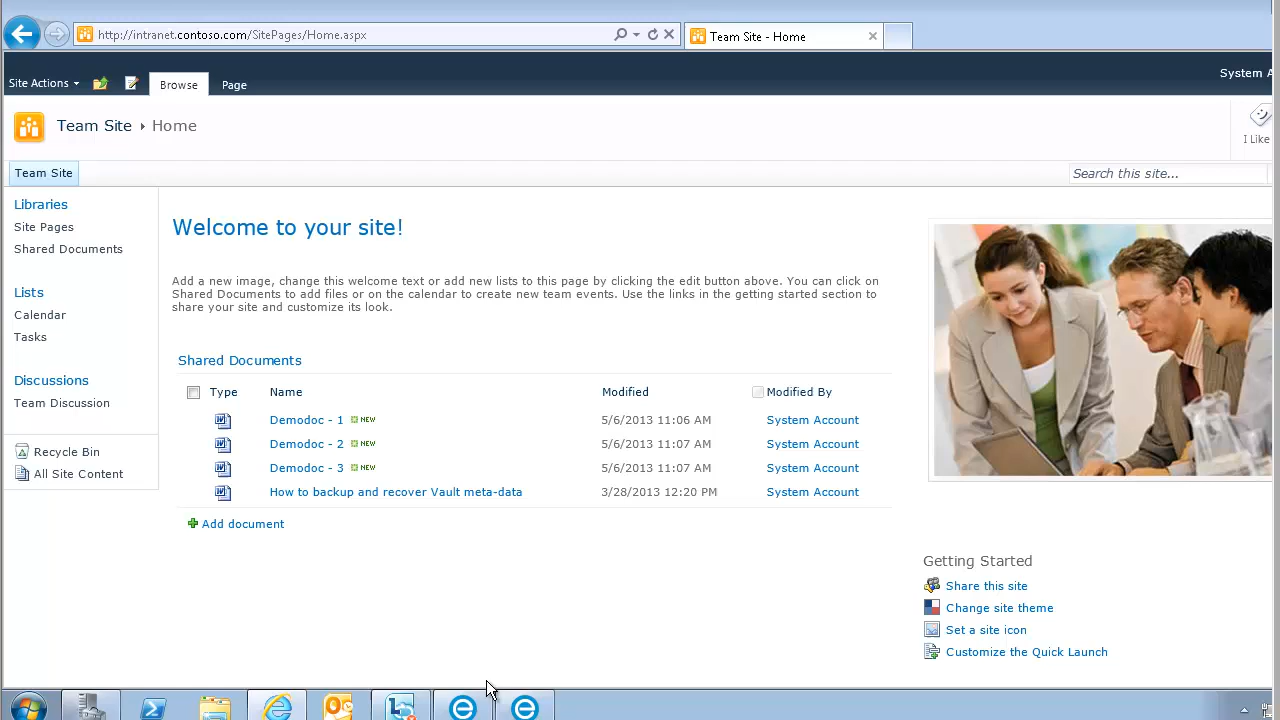 http://intranet.contoso.com/SitePages/Home.aspx
Team Site - Home
Site Actions
Browse
Page
System A
Team Site
Home
I Like
Team Site
Search this site...
Libraries
Site Pages
Shared Documents
Lists
Calendar
Tasks
Discussions
Team Discussion
Recycle Bin
All Site Content
Welcome to your site!
Add a new image, change this welcome text or add new lists to this page by clicking the edit button above. You can click on
Shared Documents to add files or on the calendar to create new team events. Use the links in the getting started section to
share your site and customize its look.
Shared Documents
Type Name Modified Modified By
Demodoc - 1 NEW 5/6/2013 11:06 AM System Account
Demodoc - 2 NEW 5/6/2013 11:07 AM System Account
Demodoc - 3 NEW 5/6/2013 11:07 AM System Account
How to backup and recover Vault meta-data 3/28/2013 12:20 PM System Account
Add document
Getting Started
Share this site
Change site theme
Set a site icon
Customize the Quick Launch